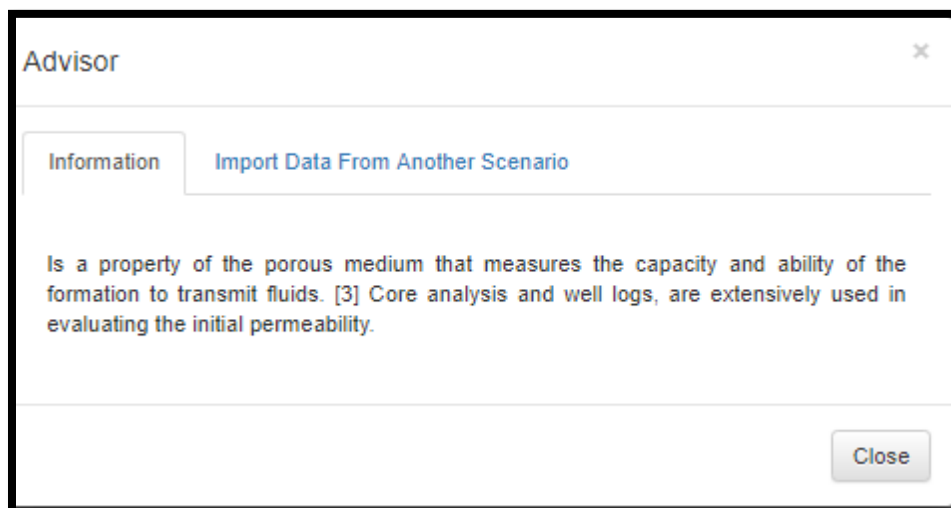 Advisor
×
Information
Import Data From Another Scenario
Is a property of the porous medium that measures the capacity and ability of the
formation to transmit fluids. [3] Core analysis and well logs, are extensively used in
evaluating the initial permeability.
Close